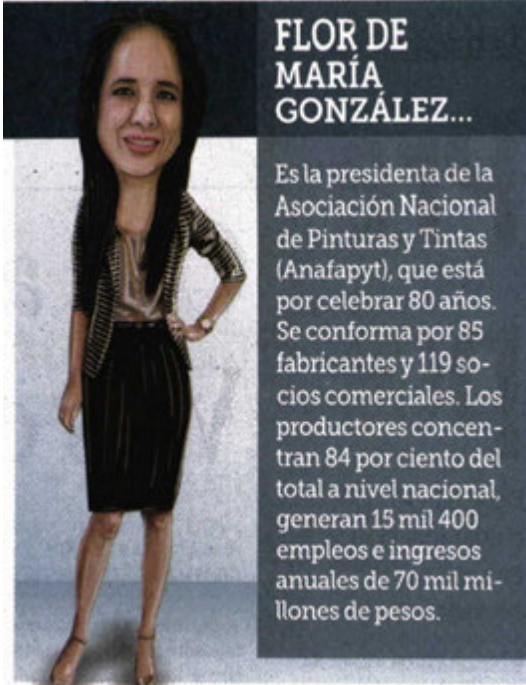 FLOR DE
MARÍA
GONZÁLEZ...
Es la presidenta de la
Asociación Nacional
de Pinturas y Tintas
(Anafapyt), que está
por celebrar 80 años.
Se conforma por 85
fabricantes y 119 so-
cios comerciales. Los
productores concen-
tran 84 por ciento del
total a nivel nacional,
generan 15 mil 400
empleos e ingresos
anuales de 70 mil mi-
llones de pesos.